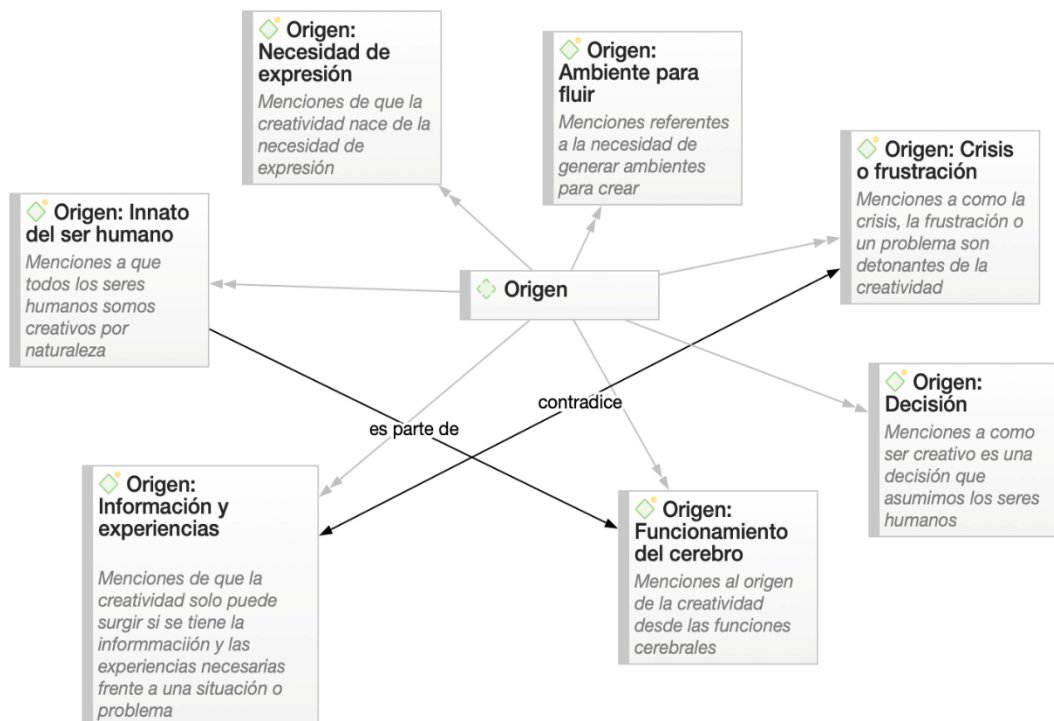 Origen:
Necesidad de
expresión
Menciones de que la
creatividad nace de la
necesidad de
expresión
Origen:
Ambiente para
fluir
Menciones referentes
a la necesidad de
generar ambientes
para crear
Origen: Crisis
o frustración
Menciones a como la
crisis, la frustración o
un problema son
detonantes de la
creatividad
Origen: Innato
del ser humano
Menciones a que
todos los seres
humanos somos
creativos por
naturaleza
Origen
Origen:
Decisión
Menciones a como
ser creativo es una
decisión que
asumimos los seres
humanos
contradice
es parte de
Origen:
Información y
experiencias
Menciones de que la
creatividad solo puede
surgir si se tiene la
informmaciión y las
experiencias necesarias
frente a una situación o
problema
Origen:
Funcionamiento
del cerebro
Menciones al origen
de la creatividad
desde las funciones
cerebrales